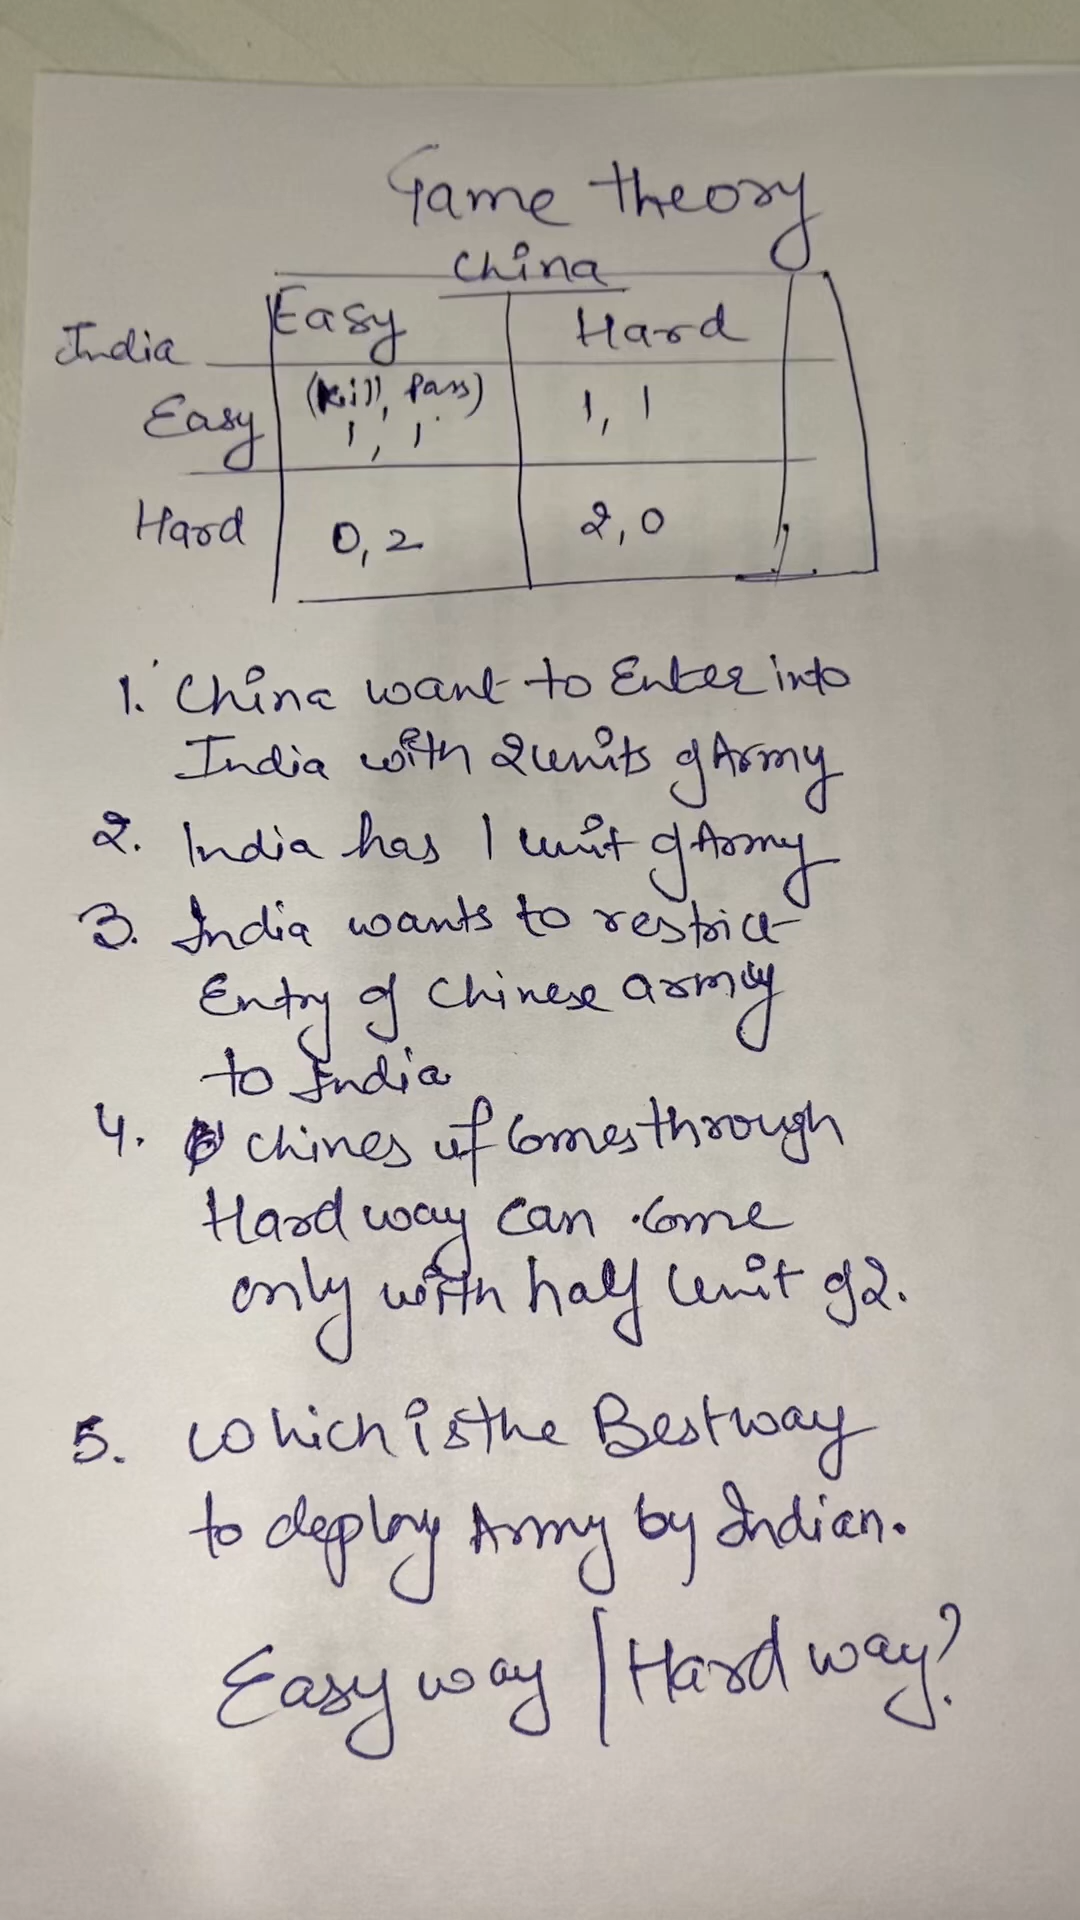 Game theory
China
India Easy Hard
Easy (kill, Pass) 1, 1
1, 1
Hard 0, 2 2, 0
1. China want to Enter into
India with 2 units of Army
2. India has 1 unit of Army
3. India wants to restrict
Entry of Chinese army
to India
4. Chines if Comes through
Hard way can come
only with half unit of 2.
5. Which is the Best way
to deploy Army by Indian.
Easy way / Hard way?